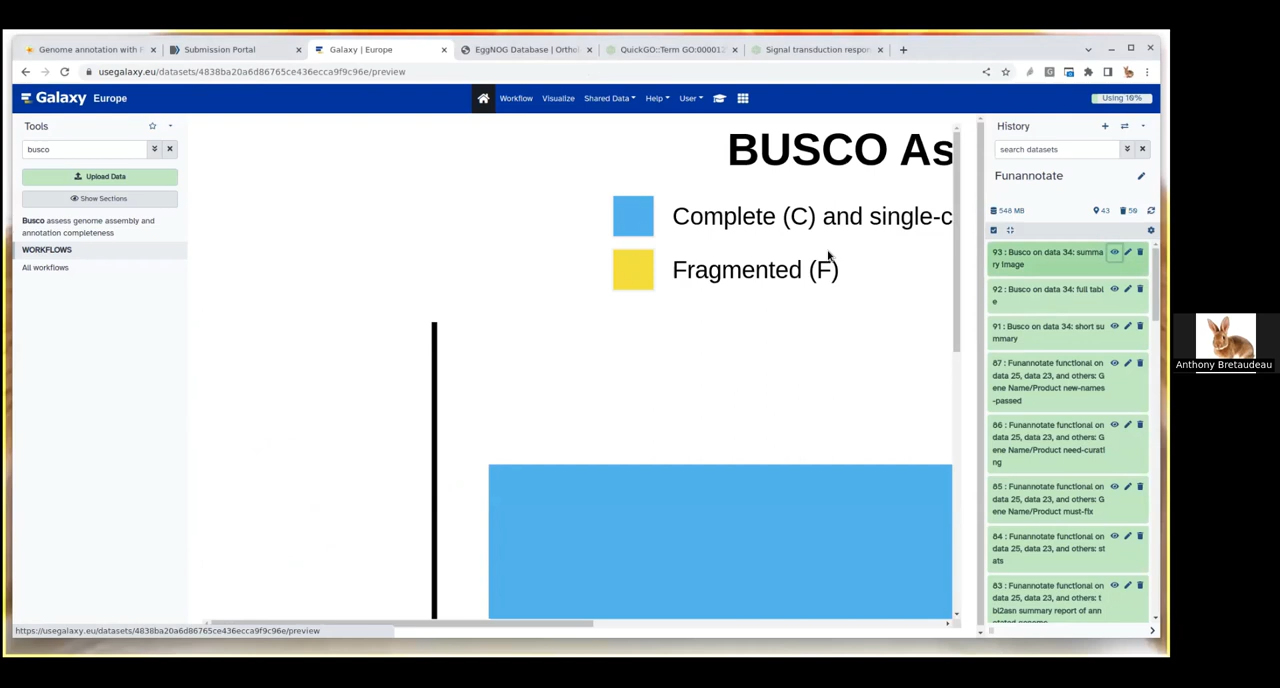 Genome annotation with F
Submission Portal
Galaxy | Europe
EggNOG Database | Ortho
QuickGO::Term GO:000012
Signal transduction respon
usegalaxy.eu/datasets/4838ba20a6d86765ce436ecca9f9c96e/preview
Galaxy Europe
Workflow Visualize Shared Data Help User
Using 10%
Tools
busco
Upload Data
Show Sections
Busco assess genome assembly and
annotation completeness
WORKFLOWS
All workflows
BUSCO As
Complete (C) and single-c
Fragmented (F)
History
search datasets
Funannotate
548 MB
43
50
93 : Busco on data 34: summa
ry image
92 : Busco on data 34: full tabl
e
91 : Busco on data 34: short su
mmary
87 : Funannotate functional on
data 25, data 23, and others: G
ene Name/Product new-names
-passed
86 : Funannotate functional on
data 25, data 23, and others: G
ene Name/Product need-curati
ng
85 : Funannotate functional on
data 25, data 23, and others: G
ene Name/Product must-fix
84 : Funannotate functional on
data 25, data 23, and others: st
ats
83 : Funannotate functional on
data 25, data 23, and others: t
bl2asn summary report of ann
otated genome
https://usegalaxy.eu/datasets/4838ba20a6d86765ce436ecca9f9c96e/preview
Anthony Bretaudeau